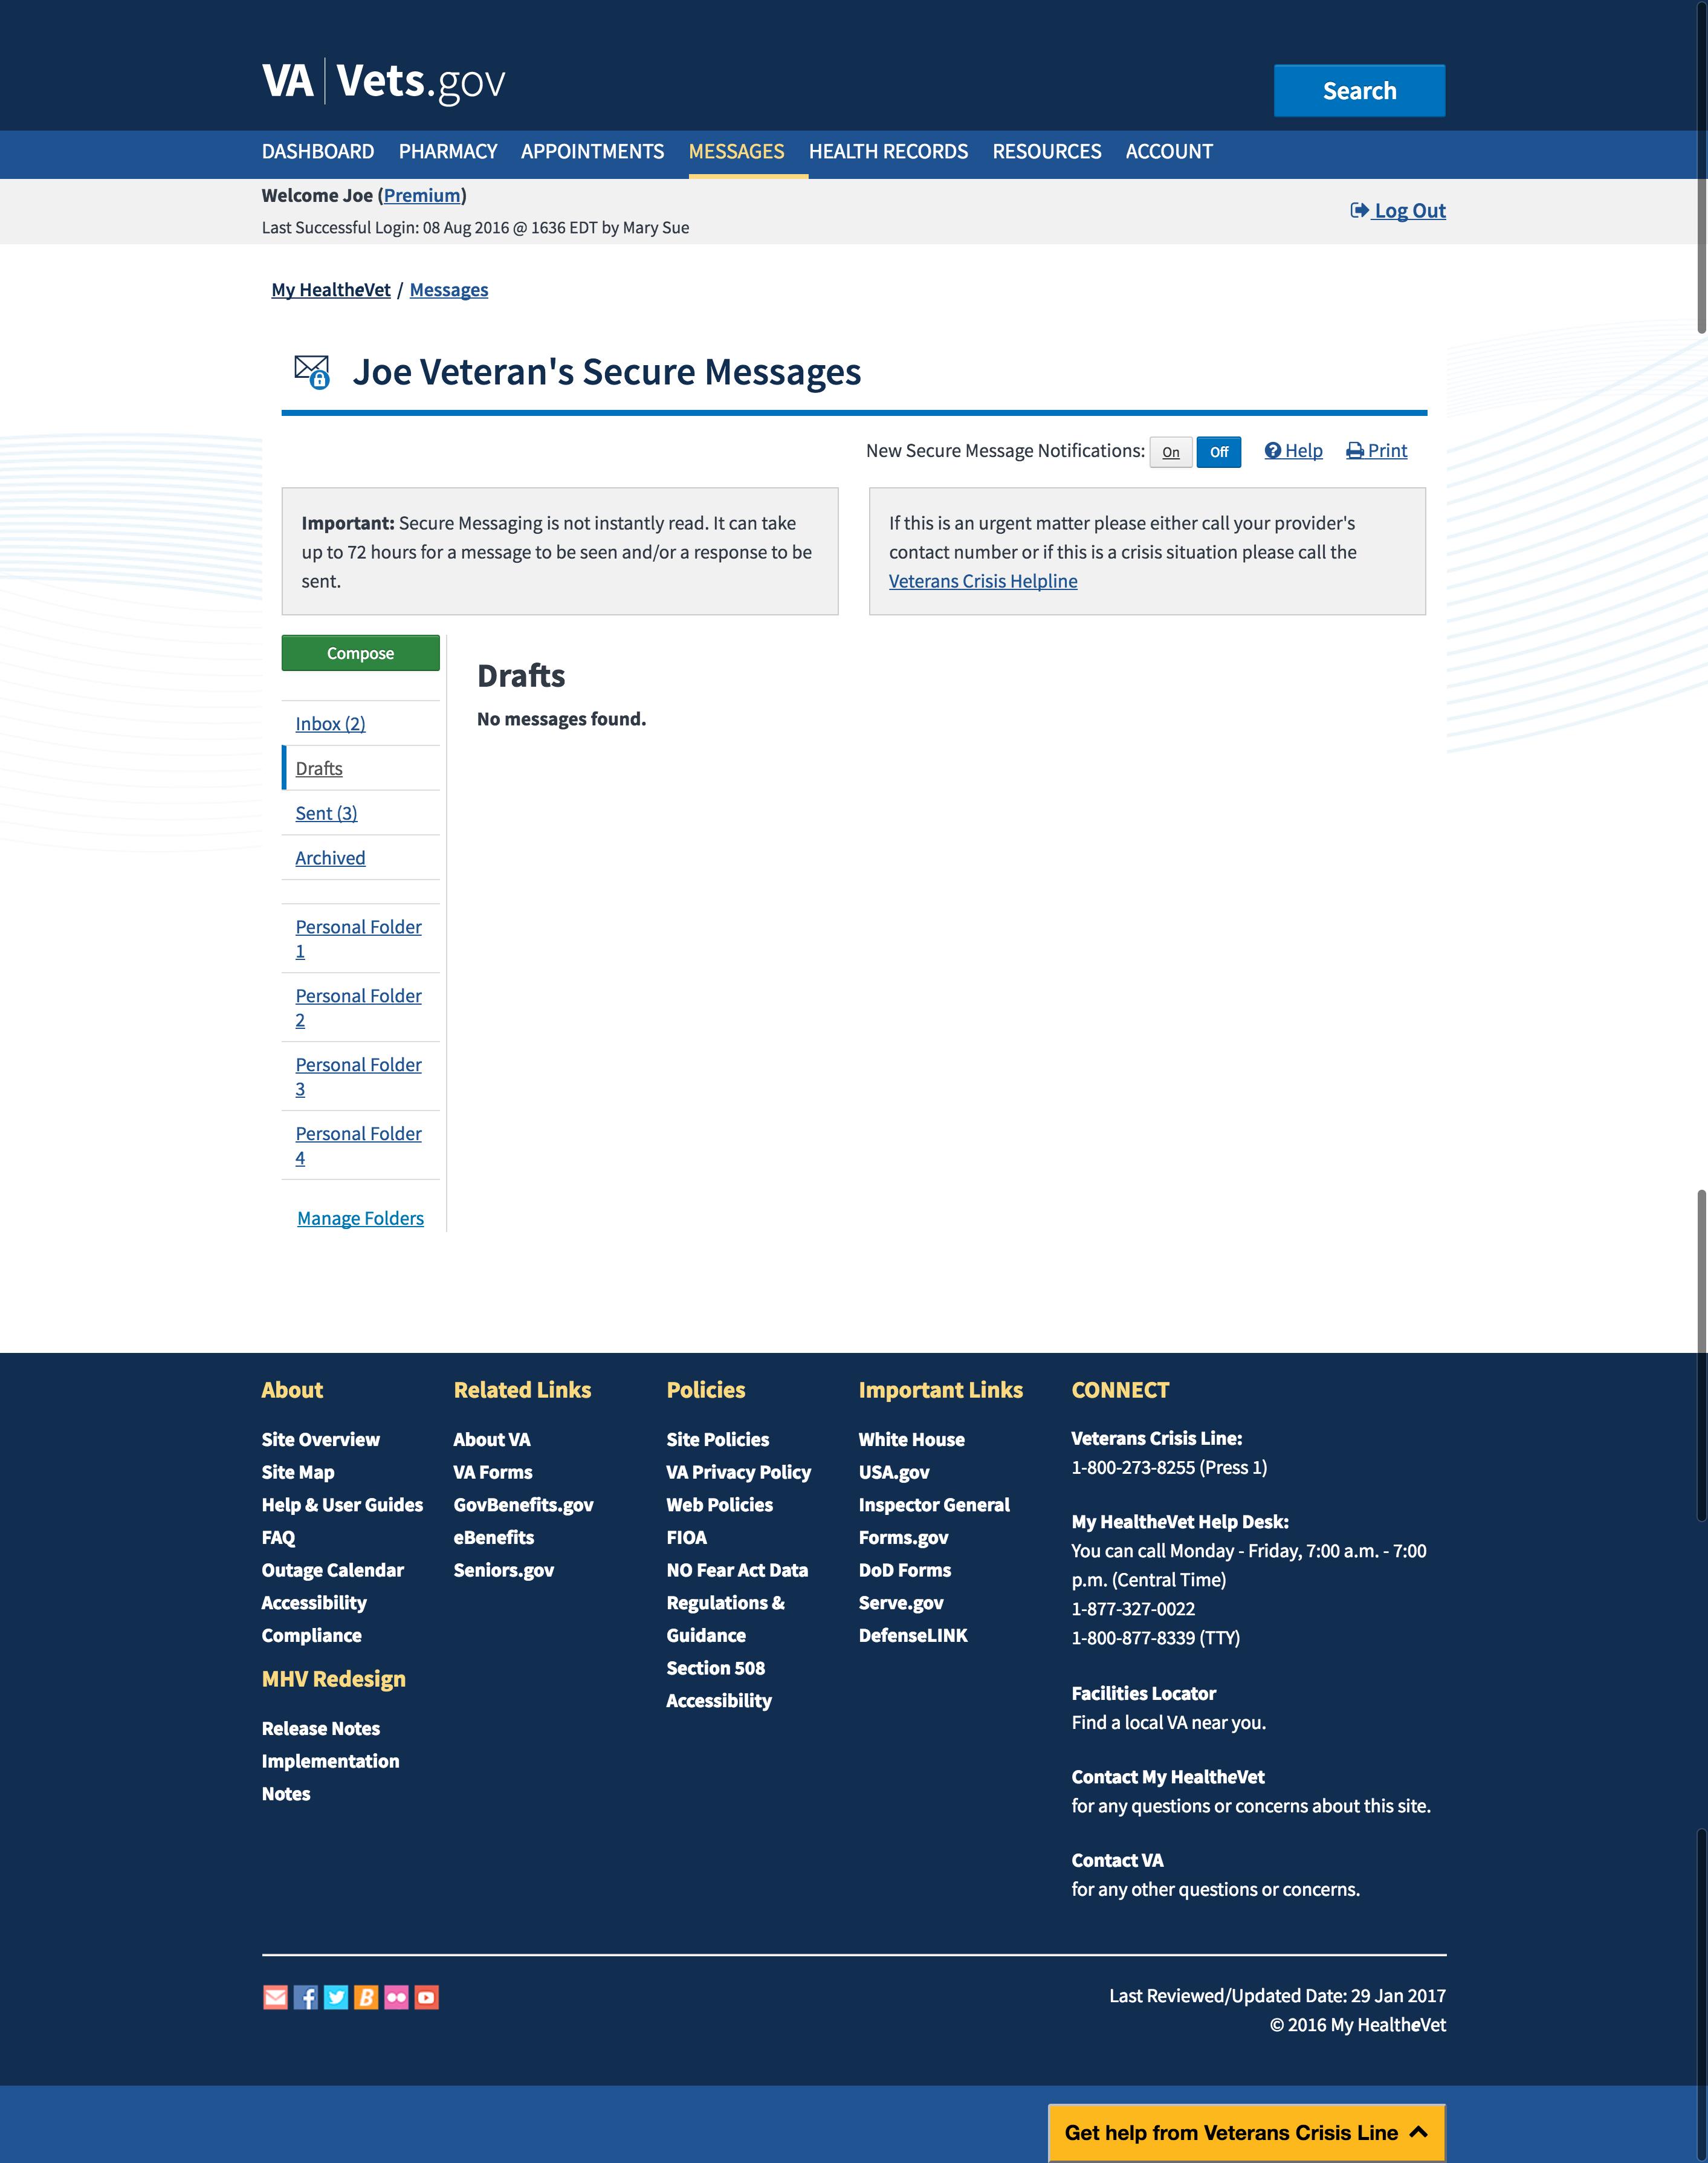 VA | Vets.gov
Search
DASHBOARD PHARMACY APPOINTMENTS MESSAGES HEALTH RECORDS RESOURCES ACCOUNT
Welcome Joe (Premium)
Last Successful Login: 08 Aug 2016 @ 1636 EDT by Mary Sue
Log Out
My HealtheVet / Messages
Joe Veteran's Secure Messages
New Secure Message Notifications: On Off Help Print
Important: Secure Messaging is not instantly read. It can take
up to 72 hours for a message to be seen and/or a response to be
sent.
If this is an urgent matter please either call your provider's
contact number or if this is a crisis situation please call the
Veterans Crisis Helpline
Compose
Inbox (2)
Drafts
Sent (3)
Archived
Personal Folder
1
Personal Folder
2
Personal Folder
3
Personal Folder
4
Manage Folders
Drafts
No messages found.
About
Site Overview
Site Map
Help & User Guides
FAQ
Outage Calendar
Accessibility
Compliance
MHV Redesign
Release Notes
Implementation
Notes
Related Links
About VA
VA Forms
GovBenefits.gov
eBenefits
Seniors.gov
Policies
Site Policies
VA Privacy Policy
Web Policies
FIOA
NO Fear Act Data
Regulations &
Guidance
Section 508
Accessibility
Important Links
White House
USA.gov
Inspector General
Forms.gov
DoD Forms
Serve.gov
DefenseLINK
CONNECT
Veterans Crisis Line:
1-800-273-8255 (Press 1)
My HealtheVet Help Desk:
You can call Monday - Friday, 7:00 a.m. - 7:00
p.m. (Central Time)
1-877-327-0022
1-800-877-8339 (TTY)
Facilities Locator
Find a local VA near you.
Contact My HealtheVet
for any questions or concerns about this site.
Contact VA
for any other questions or concerns.
Last Reviewed/Updated Date: 29 Jan 2017
© 2016 My HealtheVet
Get help from Veterans Crisis Line